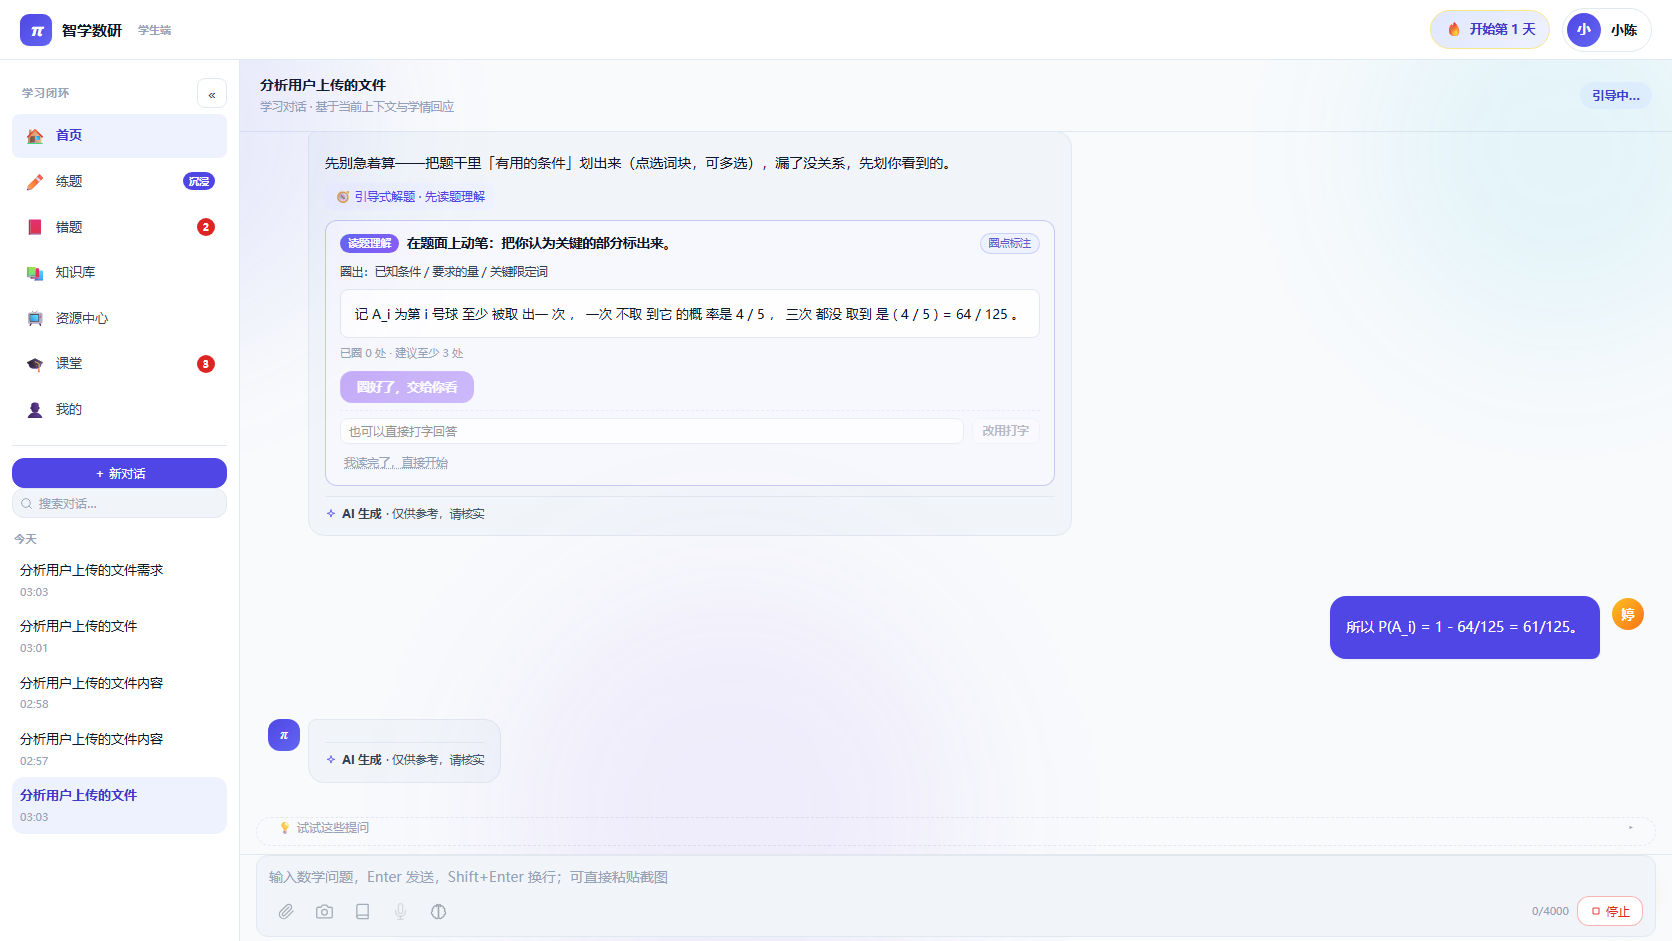 π 智学数研 学生端
🔥 开始第 1 天
小 小陈
学习闭环 «
首页
练题 沉浸
错题 2
知识库
资源中心
课堂 3
我的
+ 新对话
搜索对话...
今天
分析用户上传的文件需求
03:03
分析用户上传的文件
03:01
分析用户上传的文件内容
02:58
分析用户上传的文件内容
02:57
分析用户上传的文件
03:03
分析用户上传的文件
学习对话 · 基于当前上下文与学情回应
引导中...
先别急着算——把题干里「有用的条件」划出来（点选词块，可多选），漏了没关系，先划你看到的。
引导式解题 · 先读题理解
读题理解 在题面上动笔：把你认为关键的部分标出来。 圈点标注
圈出：已知条件 / 要求的量 / 关键限定词
记 A_i 为第 i 号球 至少 被取 出一 次 ， 一次 不取 到它 的概 率是 4 / 5 ， 三次 都没 取到 是 ( 4 / 5 ) = 64 / 125 。
已圈 0 处 · 建议至少 3 处
圈好了，交给你看
也可以直接打字回答 改用打字
我读完了，直接开始
AI 生成 · 仅供参考，请核实
所以 P(A_i) = 1 - 64/125 = 61/125。
婷
π
AI 生成 · 仅供参考，请核实
试试这些提问
输入数学问题，Enter 发送，Shift+Enter 换行；可直接粘贴截图
0/4000 停止